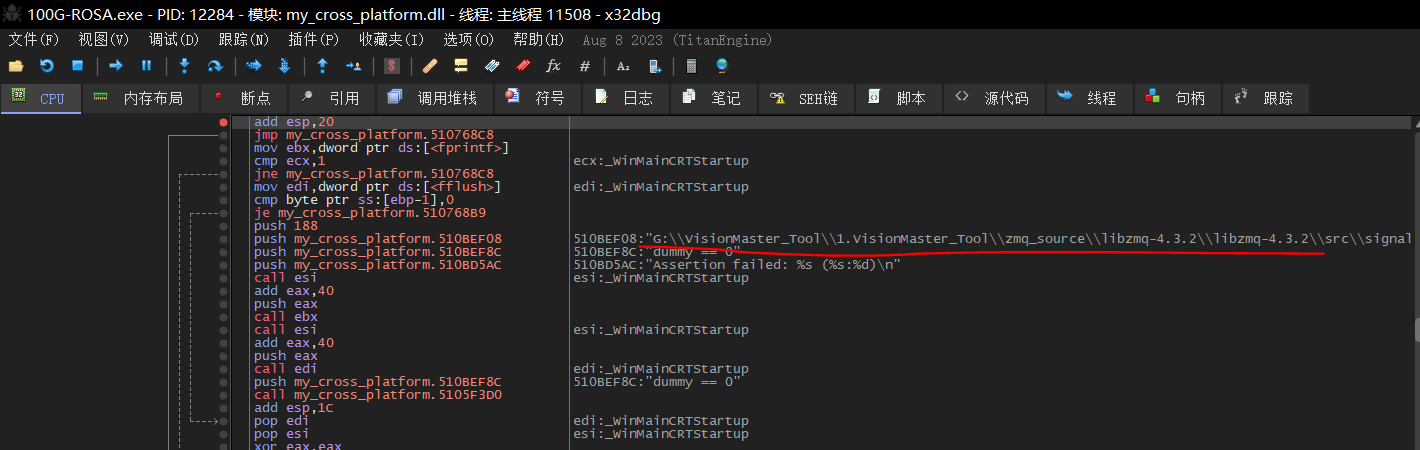 100G-ROSA.exe - PID: 12284 - 模块: my_cross_platform.dll - 线程: 主线程 11508 - x32dbg
文件(F) 视图(V) 调试(D) 跟踪(N) 插件(P) 收藏夹(I) 选项(O) 帮助(H) Aug 8 2023 (TitanEngine)
CPU 内存布局 断点 引用 调用堆栈 符号 日志 笔记 SEH链 脚本 源代码 线程 句柄 跟踪
add esp,20
jmp my_cross_platform.510768C8
mov ebx,dword ptr ds:[<fprintf>]
cmp ecx,1 ecx:_WinMainCRTStartup
jne my_cross_platform.510768C8
mov edi,dword ptr ds:[<fflush>] edi:_WinMainCRTStartup
cmp byte ptr ss:[ebp-1],0
je my_cross_platform.510768B9
push 188
push my_cross_platform.510BEF08 510BEF08:"G:\\VisionMaster_Tool\\1.VisionMaster_Tool\\zmq_source\\libzmq-4.3.2\\libzmq-4.3.2\\src\\signal
push my_cross_platform.510BEF8C 510BEF8C:"dummy == 0"
push my_cross_platform.510BD5AC 510BD5AC:"Assertion failed: %s (%s:%d)\n"
call esi esi:_WinMainCRTStartup
add eax,40
push eax
call ebx
call esi esi:_WinMainCRTStartup
add eax,40
push eax
call edi edi:_WinMainCRTStartup
push my_cross_platform.510BEF8C 510BEF8C:"dummy == 0"
call my_cross_platform.5105F3D0
add esp,1C
pop edi edi:_WinMainCRTStartup
pop esi esi:_WinMainCRTStartup
xor eax,eax